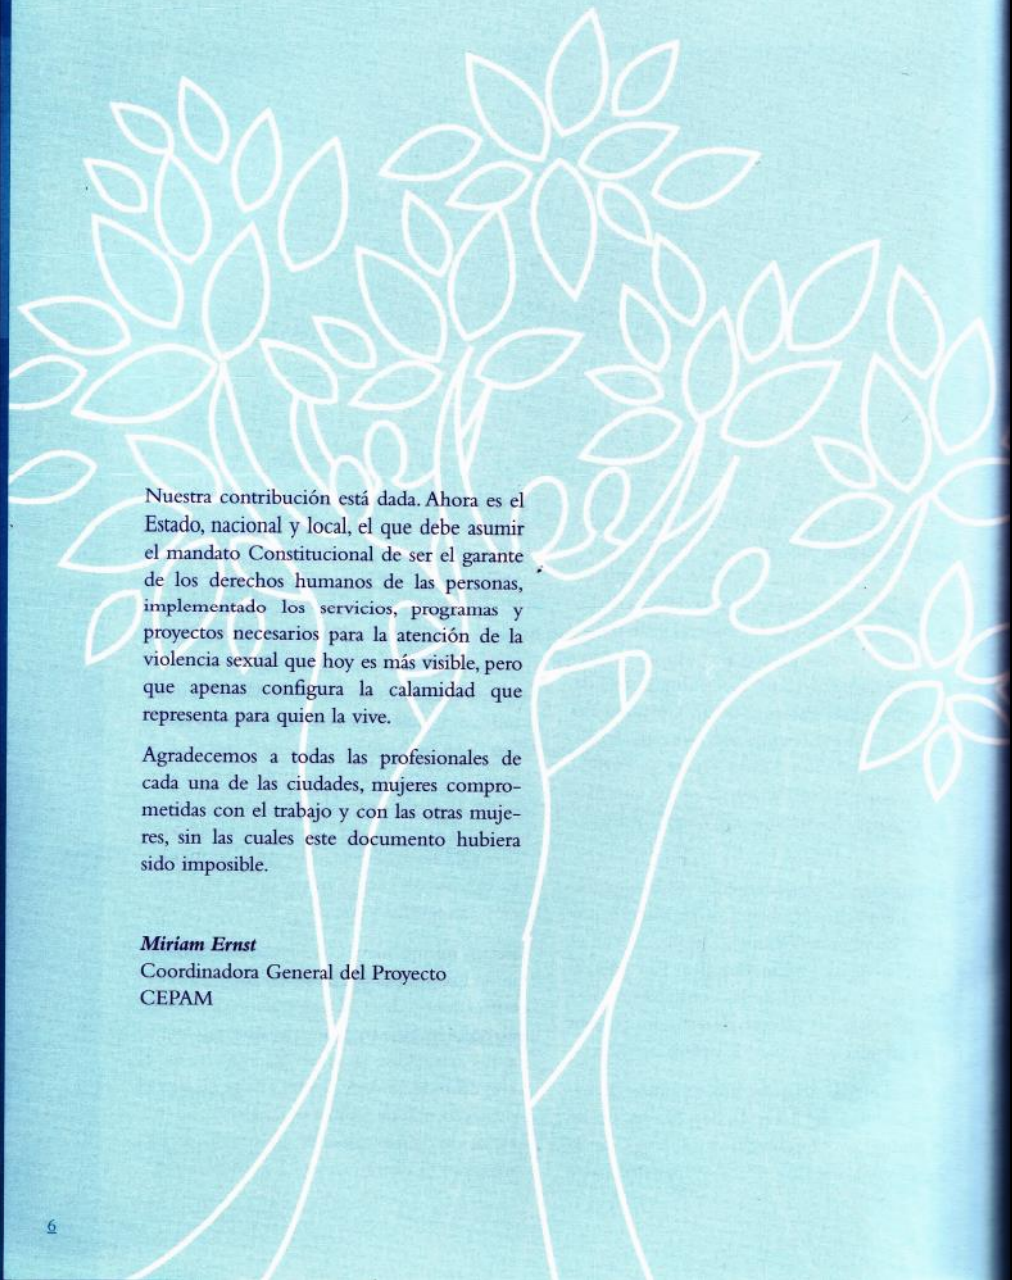 Nuestra contribución está dada. Ahora es el
Estado, nacional y local, el que debe asumir
el mandato Constitucional de ser el garante
de los derechos humanos de las personas,
implementado los servicios, programas y
proyectos necesarios para la atención de la
violencia sexual que hoy es más visible, pero
que apenas configura la calamidad que
representa para quien la vive.
Agradecemos a todas las profesionales de
cada una de las ciudades, mujeres compro-
metidas con el trabajo y con las otras muje-
res, sin las cuales este documento hubiera
sido imposible.
Miriam Ernst
Coordinadora General del Proyecto
CEPAM
6